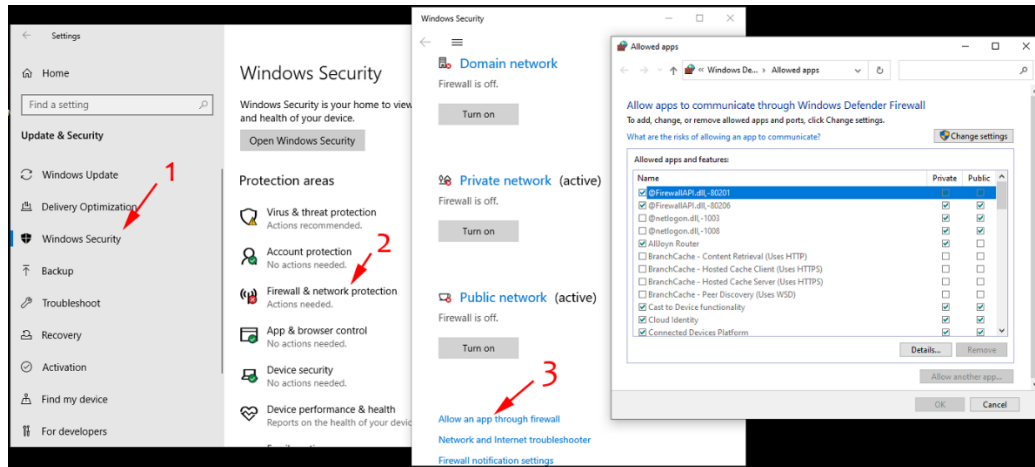 Settings
Home
Find a setting
Update & Security
Windows Update
Delivery Optimization
Windows Security
Backup
Troubleshoot
Recovery
Activation
Find my device
For developers
1
Windows Security
Windows Security is your home to view
and health of your device.
Open Windows Security
Protection areas
Virus & threat protection
Actions recommended.
Account protection
No actions needed.
Firewall & network protection
Actions needed.
App & browser control
No actions needed.
Device security
No actions needed.
Device performance & health
Reports on the health of your devic
2
Windows Security
Domain network
Firewall is off.
Turn on
Private network (active)
Firewall is off.
Turn on
Public network (active)
Firewall is off.
Turn on
3
Allow an app through firewall
Network and Internet troubleshooter
Firewall notification settings
Allowed apps
« Windows De... › Allowed apps
Allow apps to communicate through Windows Defender Firewall
To add, change, or remove allowed apps and ports, click Change settings.
What are the risks of allowing an app to communicate?
Change settings
Allowed apps and features:
Name Private Public
@FirewallAPI.dll,-80201
@FirewallAPI.dll,-80206
@netlogon.dll,-1003
@netlogon.dll,-1008
AllJoyn Router
BranchCache - Content Retrieval (Uses HTTP)
BranchCache - Hosted Cache Client (Uses HTTPS)
BranchCache - Hosted Cache Server (Uses HTTPS)
BranchCache - Peer Discovery (Uses WSD)
Cast to Device functionality
Cloud Identity
Connected Devices Platform
Details... Remove
Allow another app...
OK Cancel